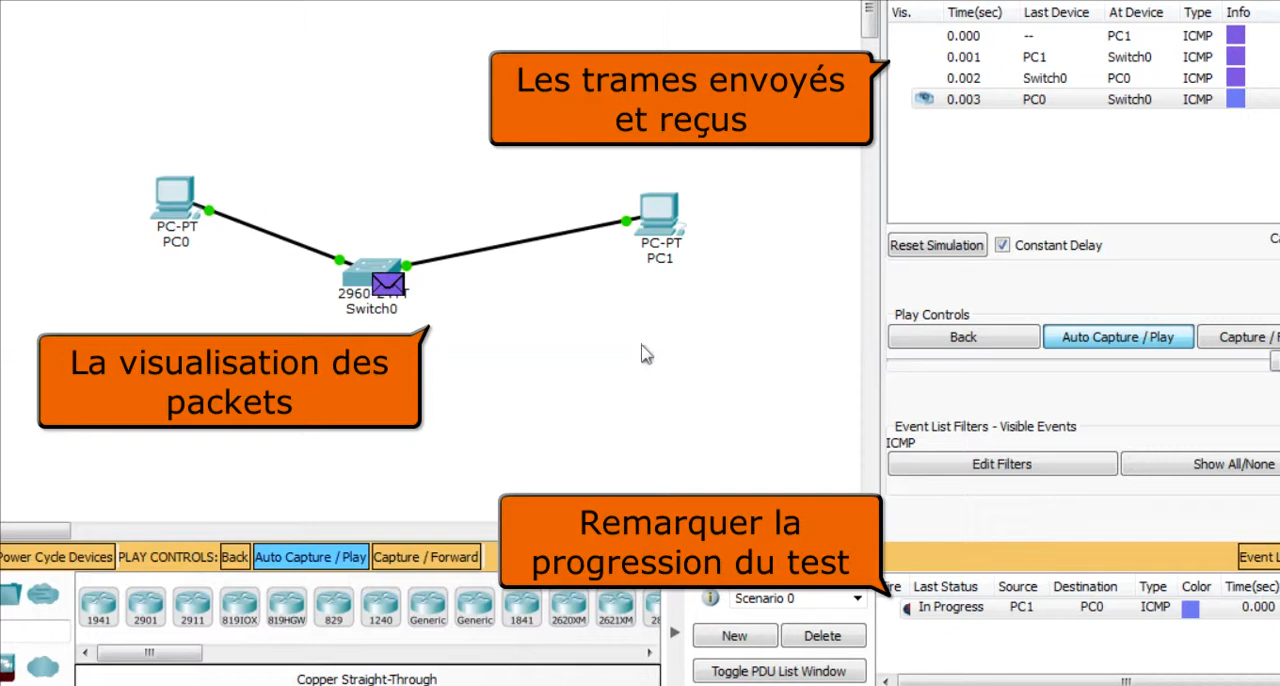 Vis. Time(sec) Last Device At Device Type Info
0.000 -- PC1 ICMP
0.001 PC1 Switch0 ICMP
0.002 Switch0 PC0 ICMP
0.003 PC0 Switch0 ICMP
Les trames envoyés
et reçus
PC-PT
PC0
PC-PT
PC1
Switch0
La visualisation des
packets
Reset Simulation Constant Delay
Play Controls
Back Auto Capture / Play Capture /
Event List Filters - Visible Events
ICMP
Edit Filters Show All/None
Remarquer la
progression du test
Power Cycle Devices PLAY CONTROLS: Back Auto Capture / Play Capture / Forward
Event L
1941 2901 2911 819IOX 819HGW 829 1240 Generic Generic 1841 2620XM 2621XM
Copper Straight-Through
Scenario 0
New Delete
Toggle PDU List Window
ire Last Status Source Destination Type Color Time(sec)
In Progress PC1 PC0 ICMP 0.000